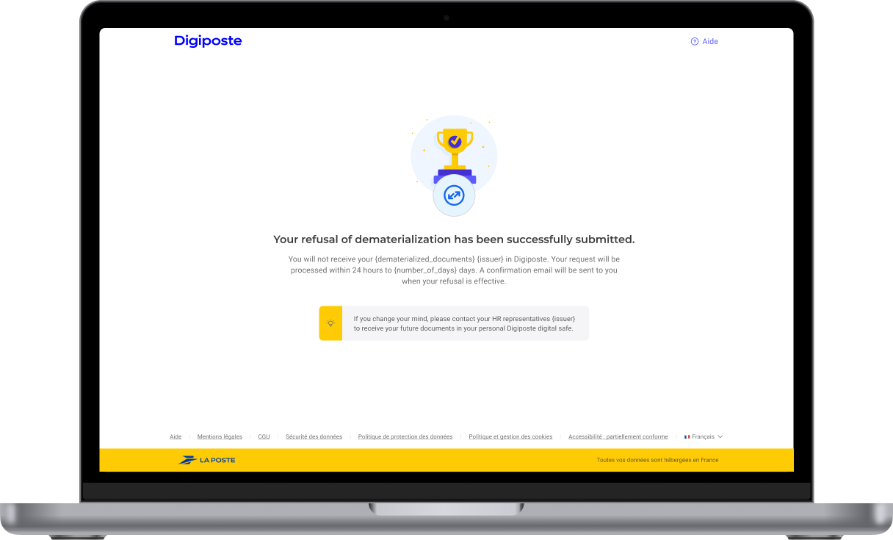 Digiposte
Aide
Your refusal of dematerialization has been successfully submitted.
You will not receive your {dematerialized_documents} {issuer} in Digiposte. Your request will be
processed within 24 hours to {number_of_days} days. A confirmation email will be sent to you
when your refusal is effective.
If you change your mind, please contact your HR representatives {issuer}
to receive your future documents in your personal Digiposte digital safe.
Aide Mentions légales CGU Sécurité des données Politique de protection des données Politique et gestion des cookies Accessibilité : partiellement conforme Français
LA POSTE
Toutes vos données sont hébergées en France